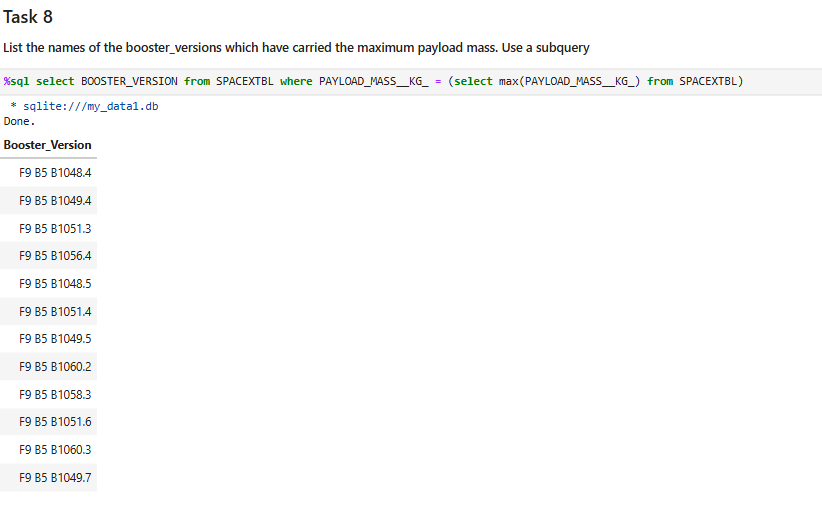 Task 8
List the names of the booster_versions which have carried the maximum payload mass. Use a subquery
%sql select BOOSTER_VERSION from SPACEXTBL where PAYLOAD_MASS__KG_ = (select max(PAYLOAD_MASS__KG_) from SPACEXTBL)
* sqlite:///my_data1.db
Done.
Booster_Version
F9 B5 B1048.4
F9 B5 B1049.4
F9 B5 B1051.3
F9 B5 B1056.4
F9 B5 B1048.5
F9 B5 B1051.4
F9 B5 B1049.5
F9 B5 B1060.2
F9 B5 B1058.3
F9 B5 B1051.6
F9 B5 B1060.3
F9 B5 B1049.7